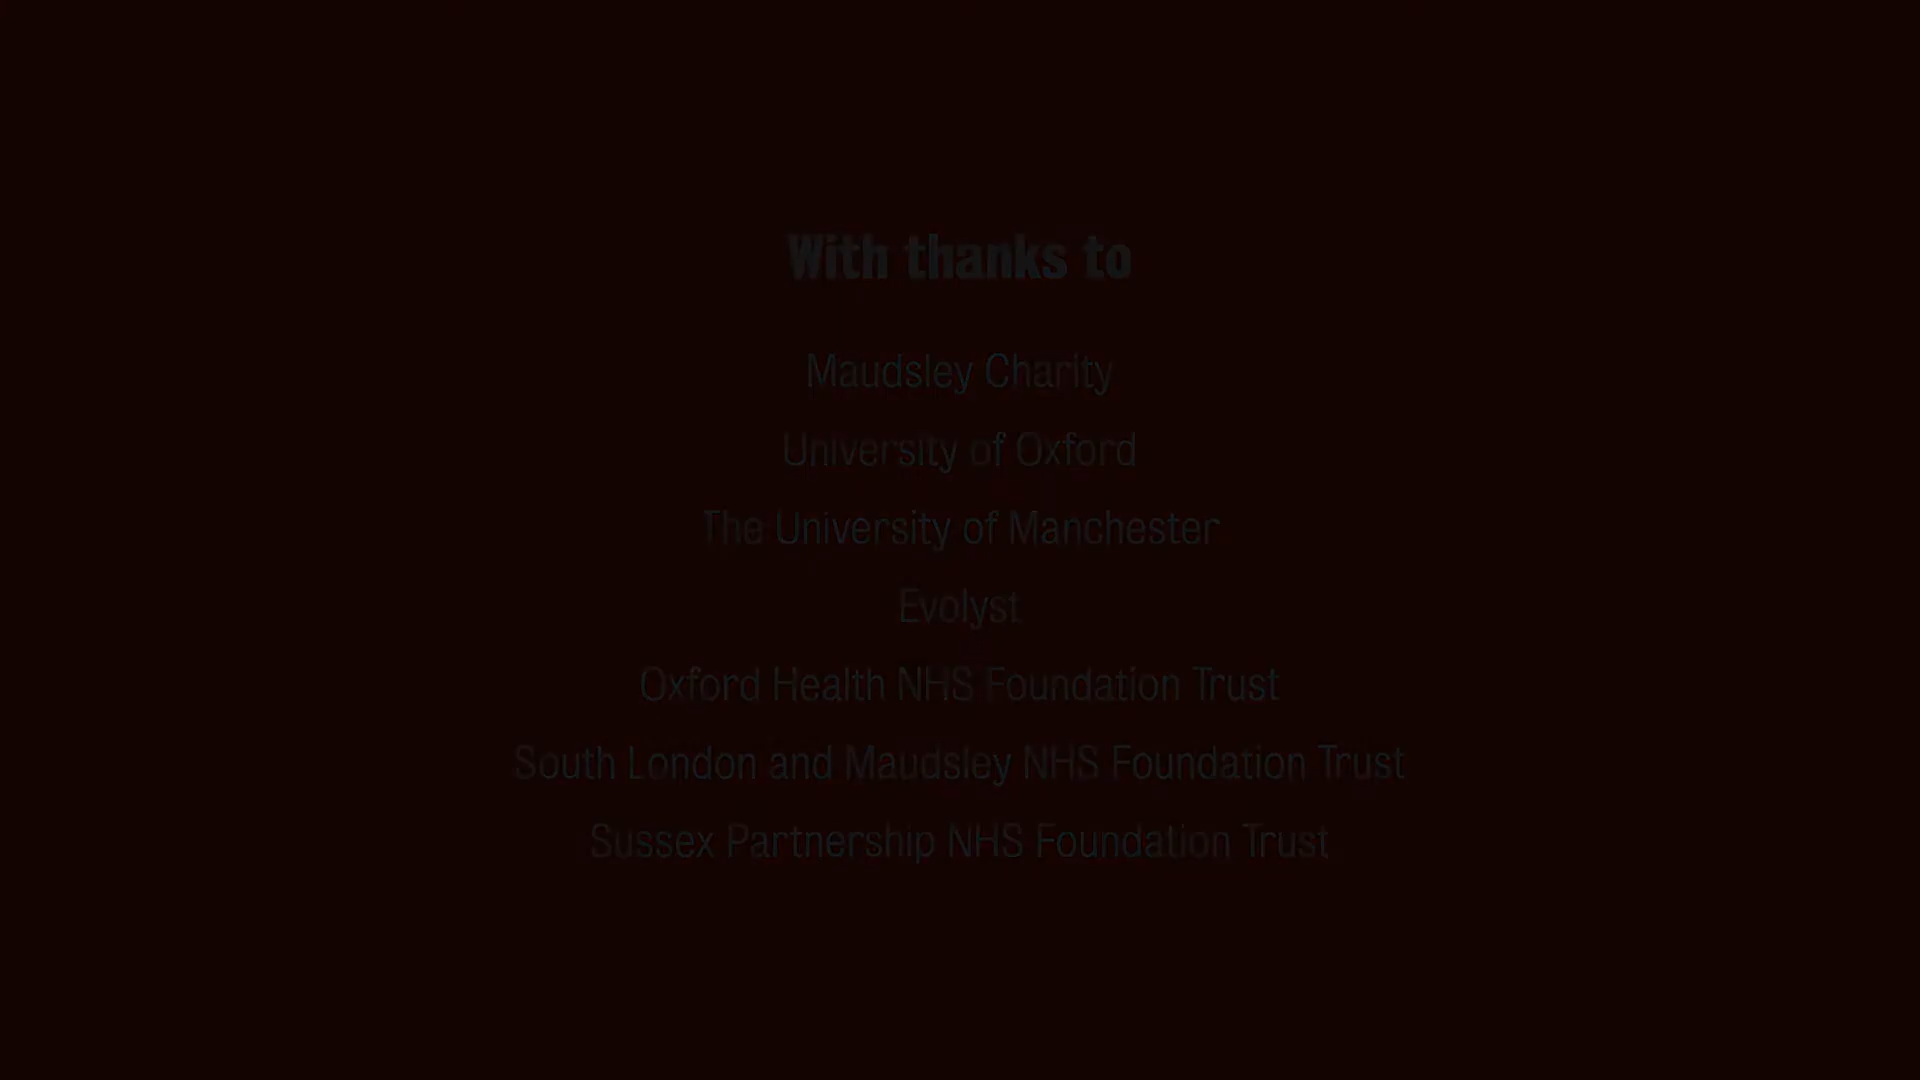 With thanks to
Maudsley Charity
University of Oxford
The University of Manchester
Evolyst
Oxford Health NHS Foundation Trust
South London and Maudsley NHS Foundation Trust
Sussex Partnership NHS Foundation Trust